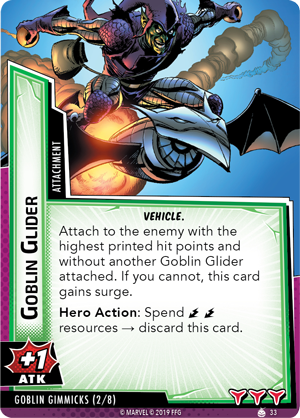 GOBLIN GLIDER
ATTACHMENT
VEHICLE.
Attach to the enemy with the
highest printed hit points and
without another Goblin Glider
attached. If you cannot, this card
gains surge.
Hero Action: Spend
resources → discard this card.
+1
ATK
GOBLIN GIMMICKS (2/8)
© MARVEL © 2019 FFG
33